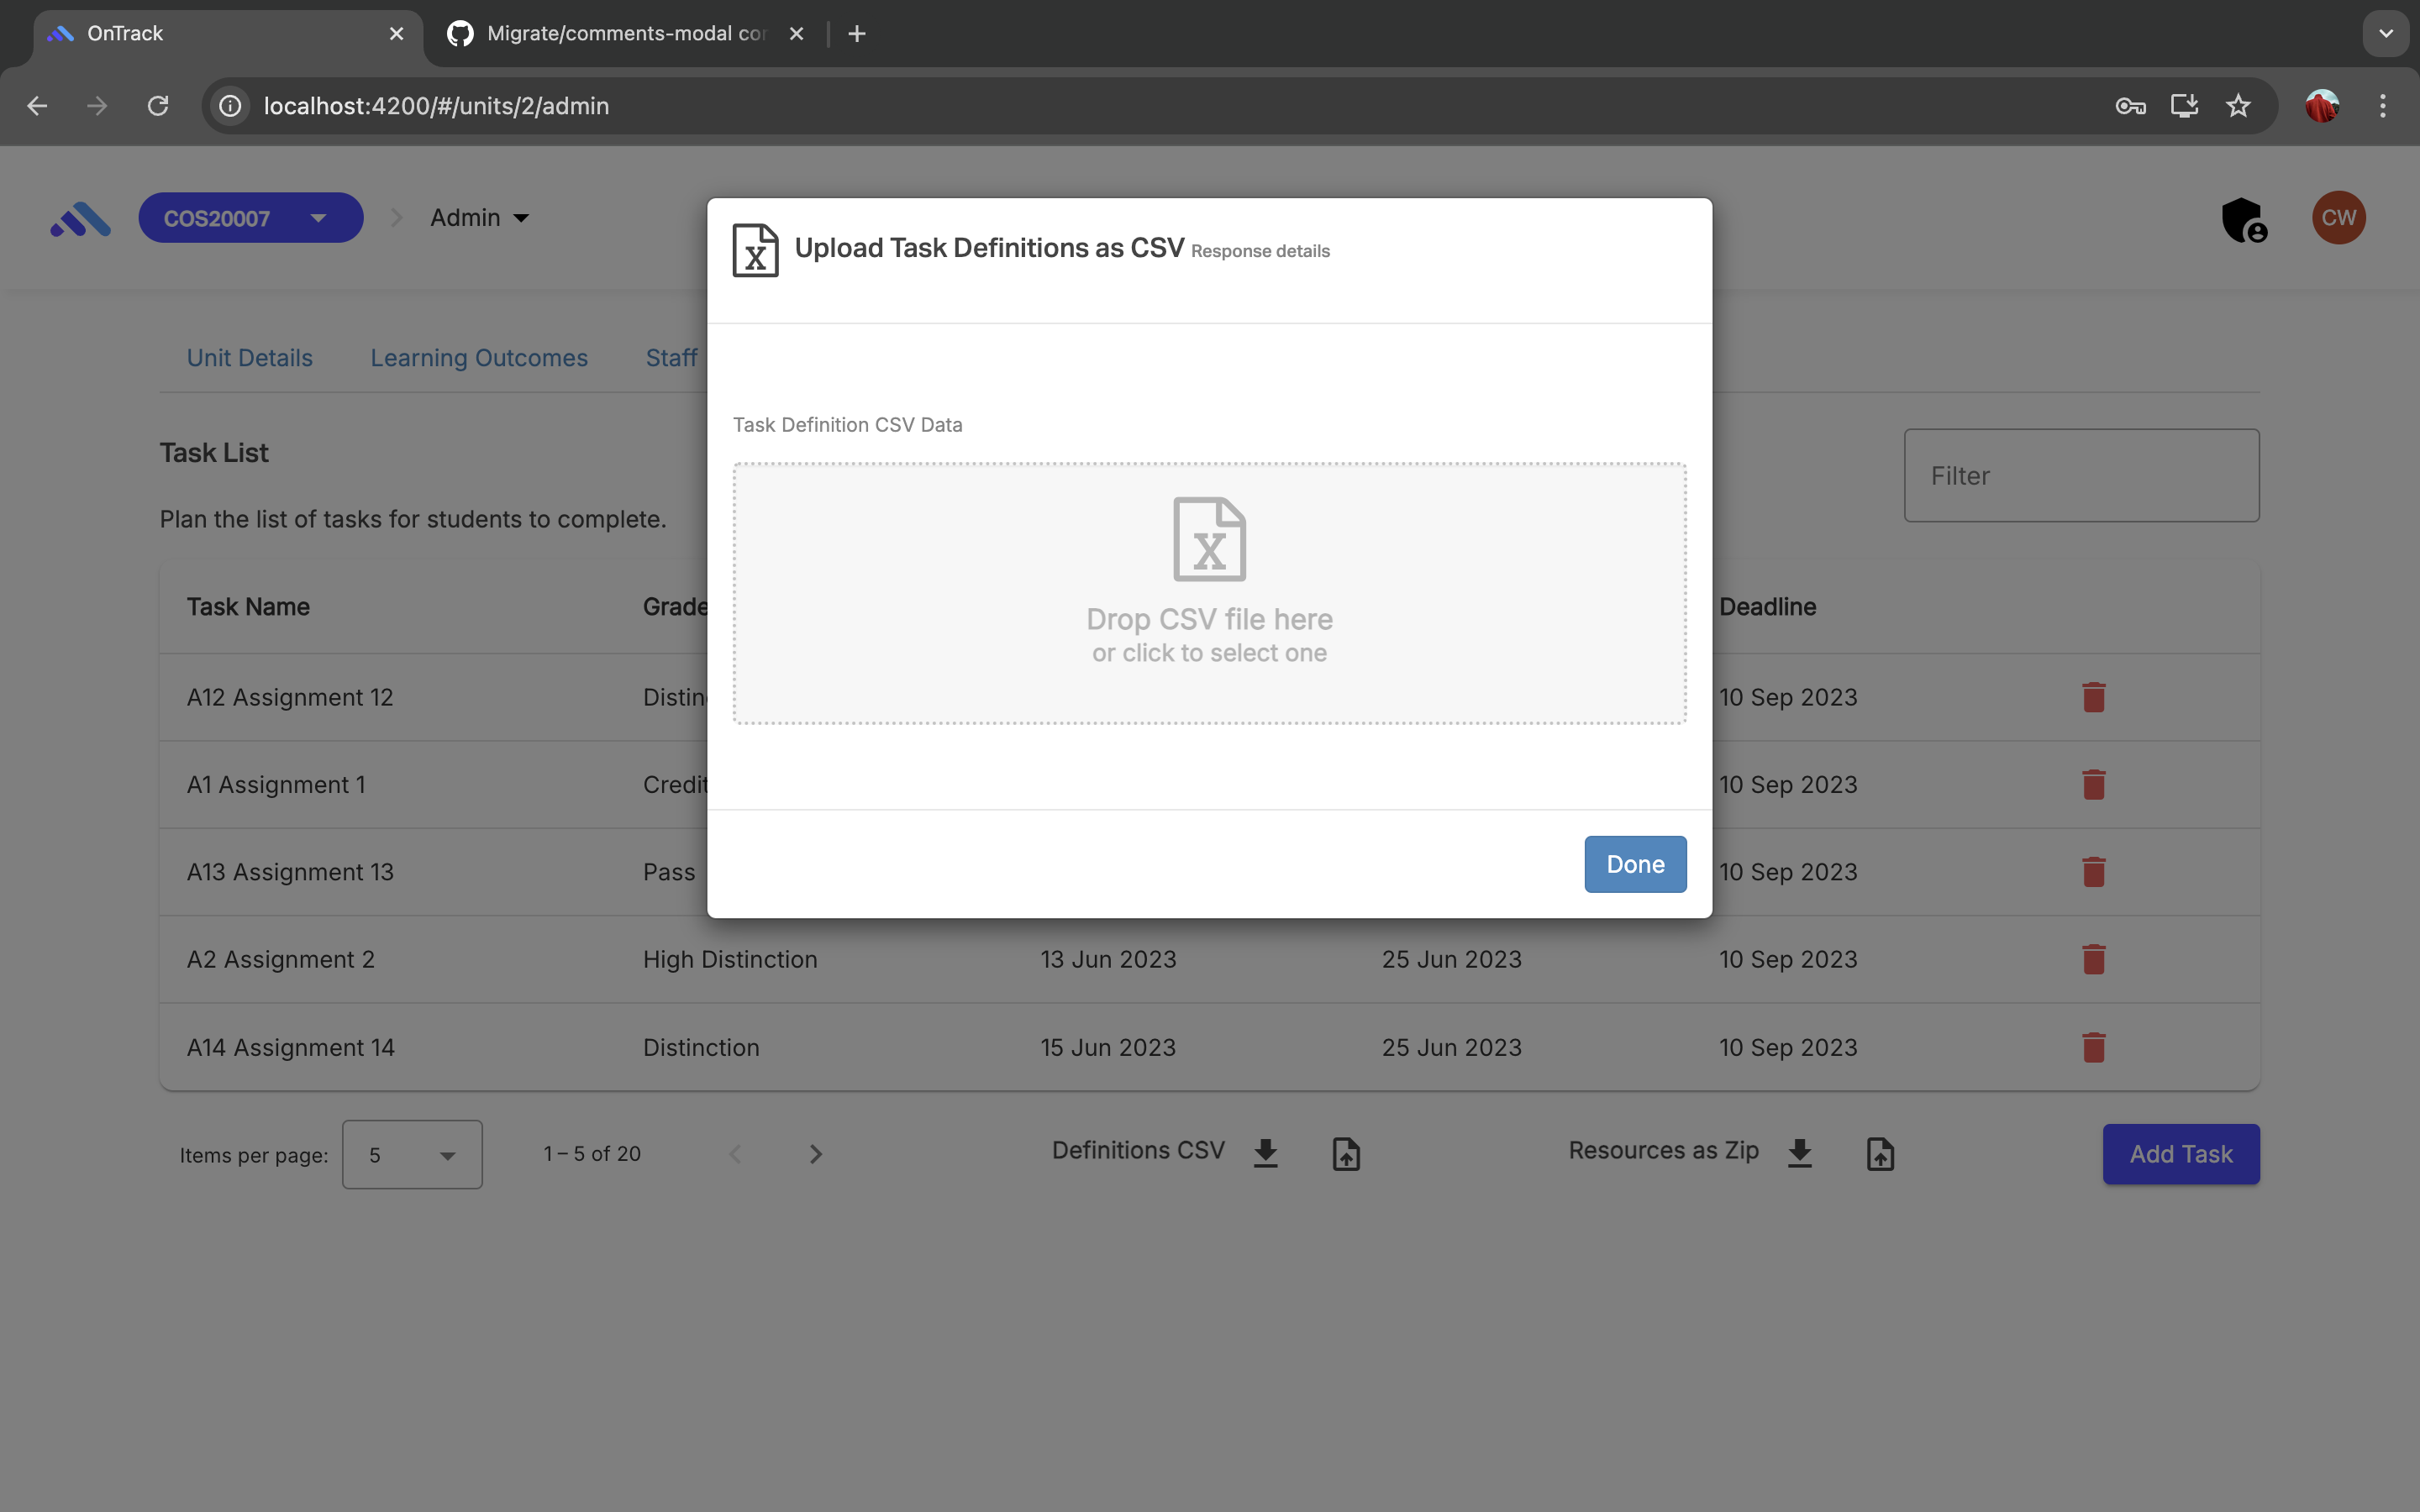 OnTrack
Migrate/comments-modal cor
localhost:4200/#/units/2/admin
COS20007
Admin
CW
Upload Task Definitions as CSV Response details
Unit Details
Learning Outcomes
Staff
Task Definition CSV Data
Task List
Filter
Plan the list of tasks for students to complete.
Drop CSV file here
or click to select one
Task Name
Grade
Deadline
A12 Assignment 12
Distinc
10 Sep 2023
A1 Assignment 1
Credit
10 Sep 2023
A13 Assignment 13
Pass
10 Sep 2023
Done
A2 Assignment 2
High Distinction
13 Jun 2023
25 Jun 2023
10 Sep 2023
A14 Assignment 14
Distinction
15 Jun 2023
25 Jun 2023
10 Sep 2023
Items per page:
5
1 – 5 of 20
Definitions CSV
Resources as Zip
Add Task